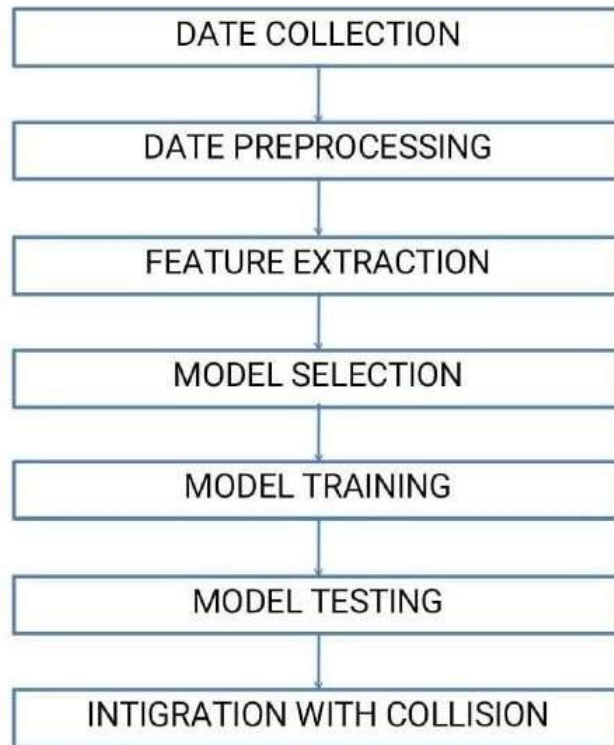 DATE COLLECTION
DATE PREPROCESSING
FEATURE EXTRACTION
MODEL SELECTION
MODEL TRAINING
MODEL TESTING
INTIGRATION WITH COLLISION